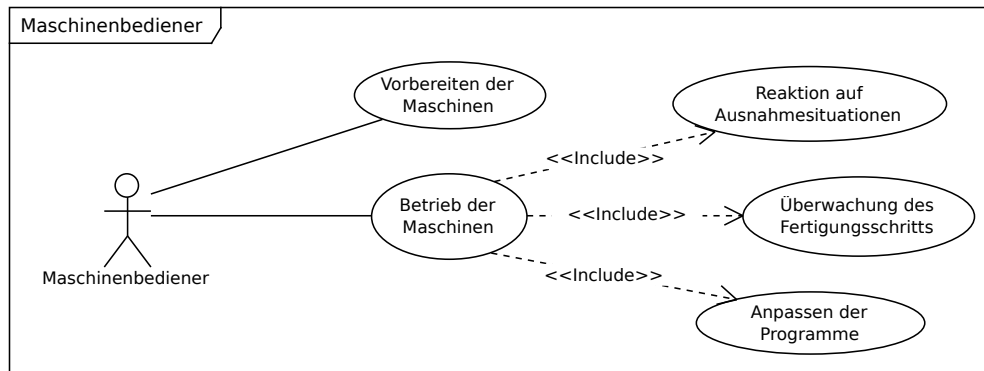 Maschinenbediener
Vorbereiten der
Maschinen
Reaktion auf
Ausnahmesituationen
<<Include>>
Betrieb der
Maschinen
<<Include>>
Überwachung des
Fertigungsschritts
Maschinenbediener
<<Include>>
Anpassen der
Programme